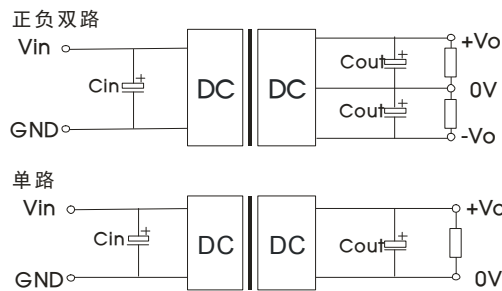 正负双路
Vin
+
Cin
DC
DC
Cout
+
Cout
+
+Vo
0V
-Vo
GND
单路
Vin
+
Cin
DC
DC
Cout
+
+Vo
0V
GND